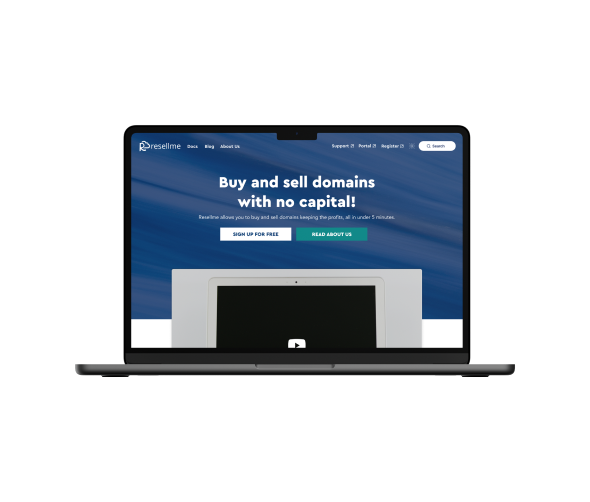 resellme Docs Blog About Us Support Portal Register Search
Buy and sell domains
with no capital!
Resellme allows you to buy and sell domains keeping the profits, all in under 5 minutes.
SIGN UP FOR FREE READ ABOUT US